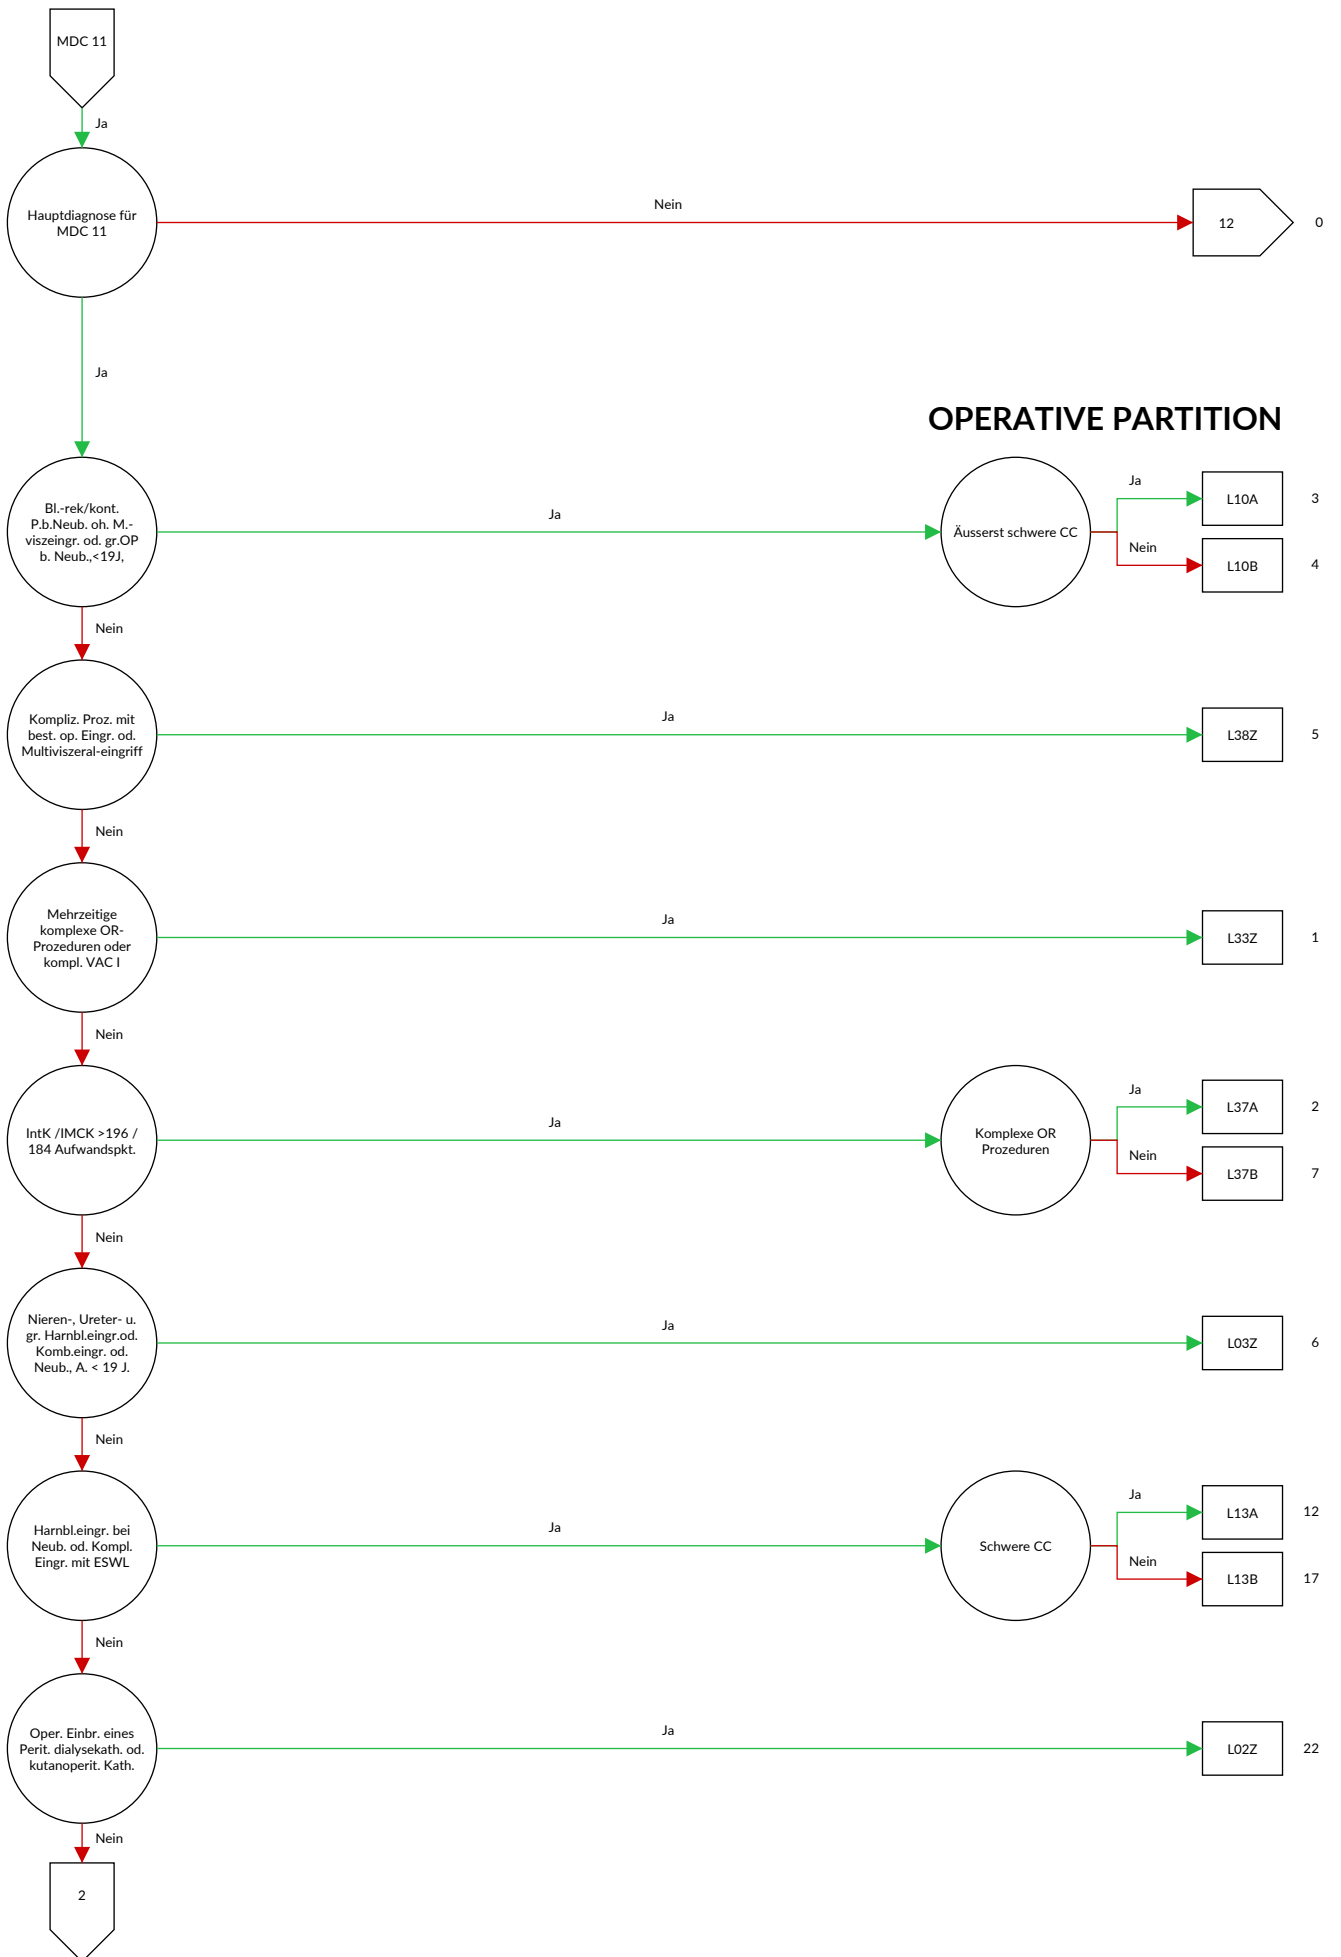 MDC 11
Ja
Hauptdiagnose für
MDC 11
Nein
12
0
Ja
OPERATIVE PARTITION
Bl.-rek/kont.
P.b.Neub. oh. M.-
viszeingr. od. gr.OP
b. Neub.,<19J,
Ja
Äusserst schwere CC
Ja
L10A
3
Nein
L10B
4
Nein
Kompliz. Proz. mit
best. op. Eingr. od.
Multiviszeral-eingriff
Ja
L38Z
5
Nein
Mehrzeitige
komplexe OR-
Prozeduren oder
kompl. VAC I
Ja
L33Z
1
Nein
IntK /IMCK >196 /
184 Aufwandspkt.
Ja
Komplexe OR
Prozeduren
Ja
L37A
2
Nein
L37B
7
Nein
Nieren-, Ureter- u.
gr. Harnbl.eingr.od.
Komb.eingr. od.
Neub., A. < 19 J.
Ja
L03Z
6
Nein
Harnbl.eingr. bei
Neub. od. Kompl.
Eingr. mit ESWL
Ja
Schwere CC
Ja
L13A
12
Nein
L13B
17
Nein
Oper. Einbr. eines
Perit. dialysekath. od.
kutanoperit. Kath.
Ja
L02Z
22
Nein
2